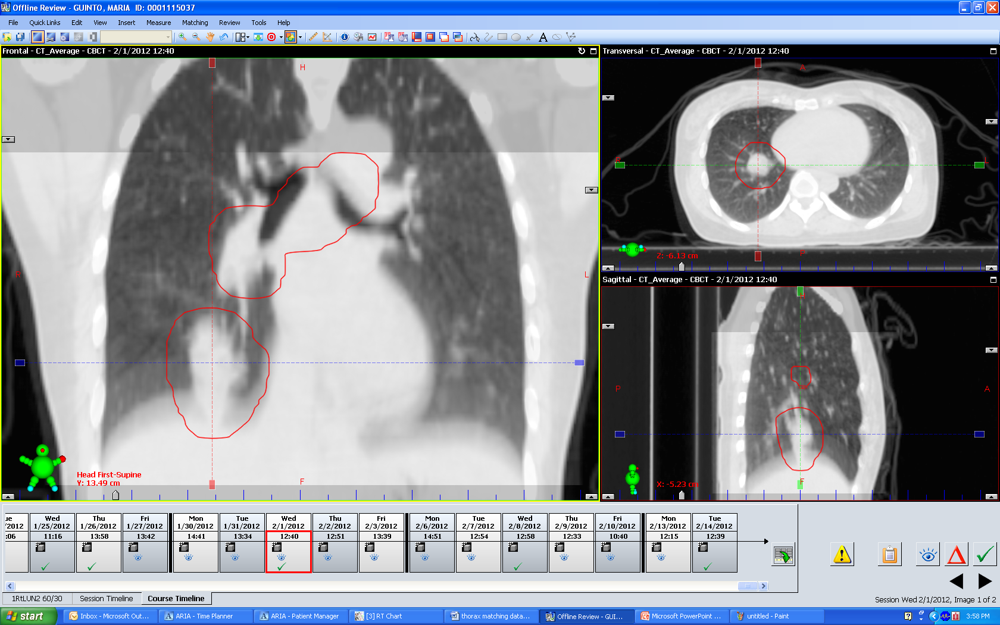 Offline Review - GUINTO, MARIA ID: 0001115037
File Quick Links Edit View Insert Measure Matching Review Tools Help
Frontal - CT_Average - CBCT - 2/1/2012 12:40
H
R
L
Head First-Supine
Y: 13.49 cm
F
Transversal - CT_Average - CBCT - 2/1/2012 12:40
A
Z: -6.13 cm
F
Sagittal - CT_Average - CBCT - 2/1/2012 12:40
P
A
X: -5.23 cm
F
ue Wed Thu Fri Mon Tue Wed Thu Fri Mon Tue Wed Thu Fri Mon Tue
/2012 1/25/2012 1/26/2012 1/27/2012 1/30/2012 1/31/2012 2/1/2012 2/2/2012 2/3/2012 2/6/2012 2/7/2012 2/8/2012 2/9/2012 2/10/2012 2/13/2012 2/14/2012
:06 11:16 13:58 13:42 14:41 13:34 12:40 12:51 13:39 14:51 12:54 12:58 12:33 10:40 12:15 12:39
1RtLUN2 60/30 Session Timeline Course Timeline
Session Wed 2/1/2012, Image 1 of 2
start Inbox - Microsoft Out... ARIA - Time Planner ARIA - Patient Manager [3] RT Chart thorax matching data... Offline Review - GUI... Microsoft PowerPoint ... untitled - Paint 3:58 PM